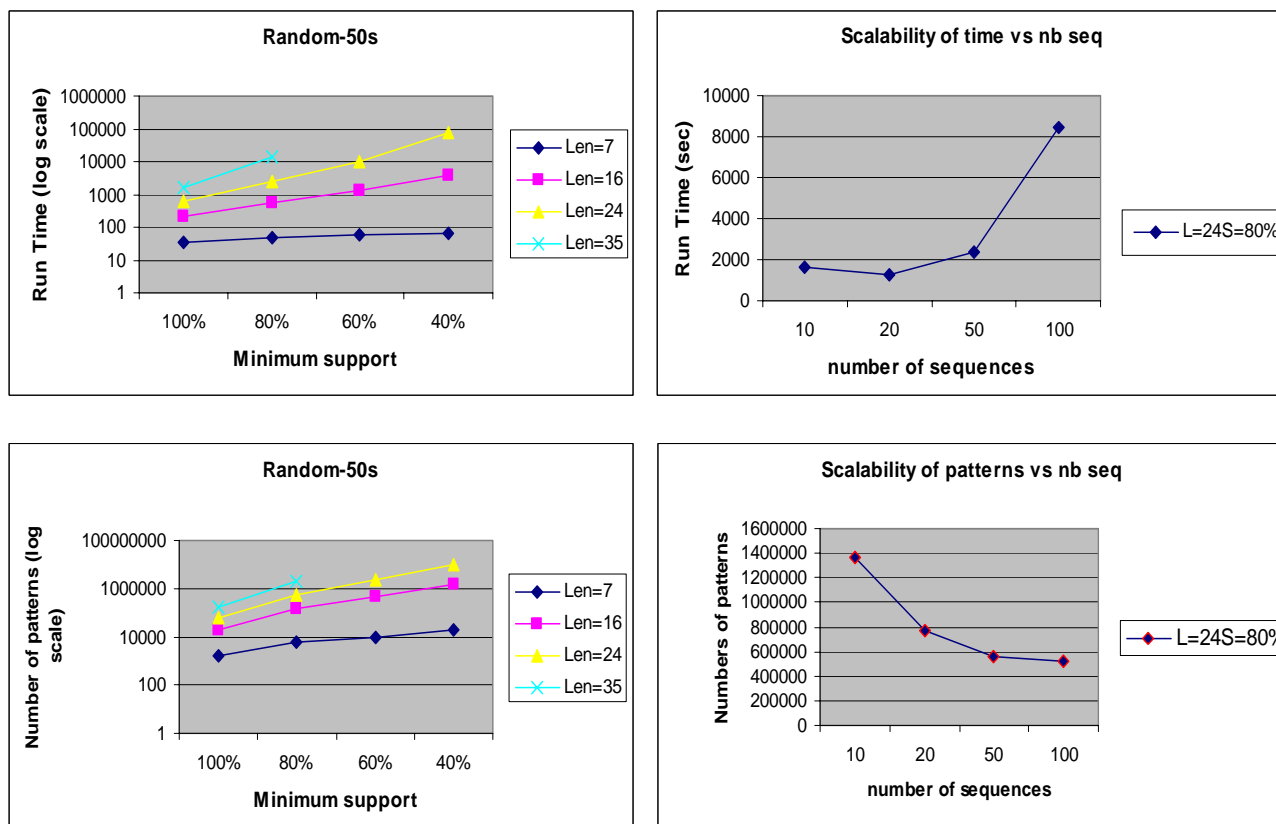 Random-50s
Run Time (log scale)
1000000
100000
10000
1000
100
10
1
100%
80%
60%
40%
Minimum support
Len=7
Len=16
Len=24
Len=35
Scalability of time vs nb seq
Run Time (sec)
10000
8000
6000
4000
2000
0
10
20
50
100
number of sequences
L=24S=80%
Random-50s
Number of patterns (log
scale)
100000000
1000000
10000
100
1
100%
80%
60%
40%
Minimum support
Len=7
Len=16
Len=24
Len=35
Scalability of patterns vs nb seq
Numbers of patterns
1600000
1400000
1200000
1000000
800000
600000
400000
200000
0
10
20
50
100
number of sequences
L=24S=80%